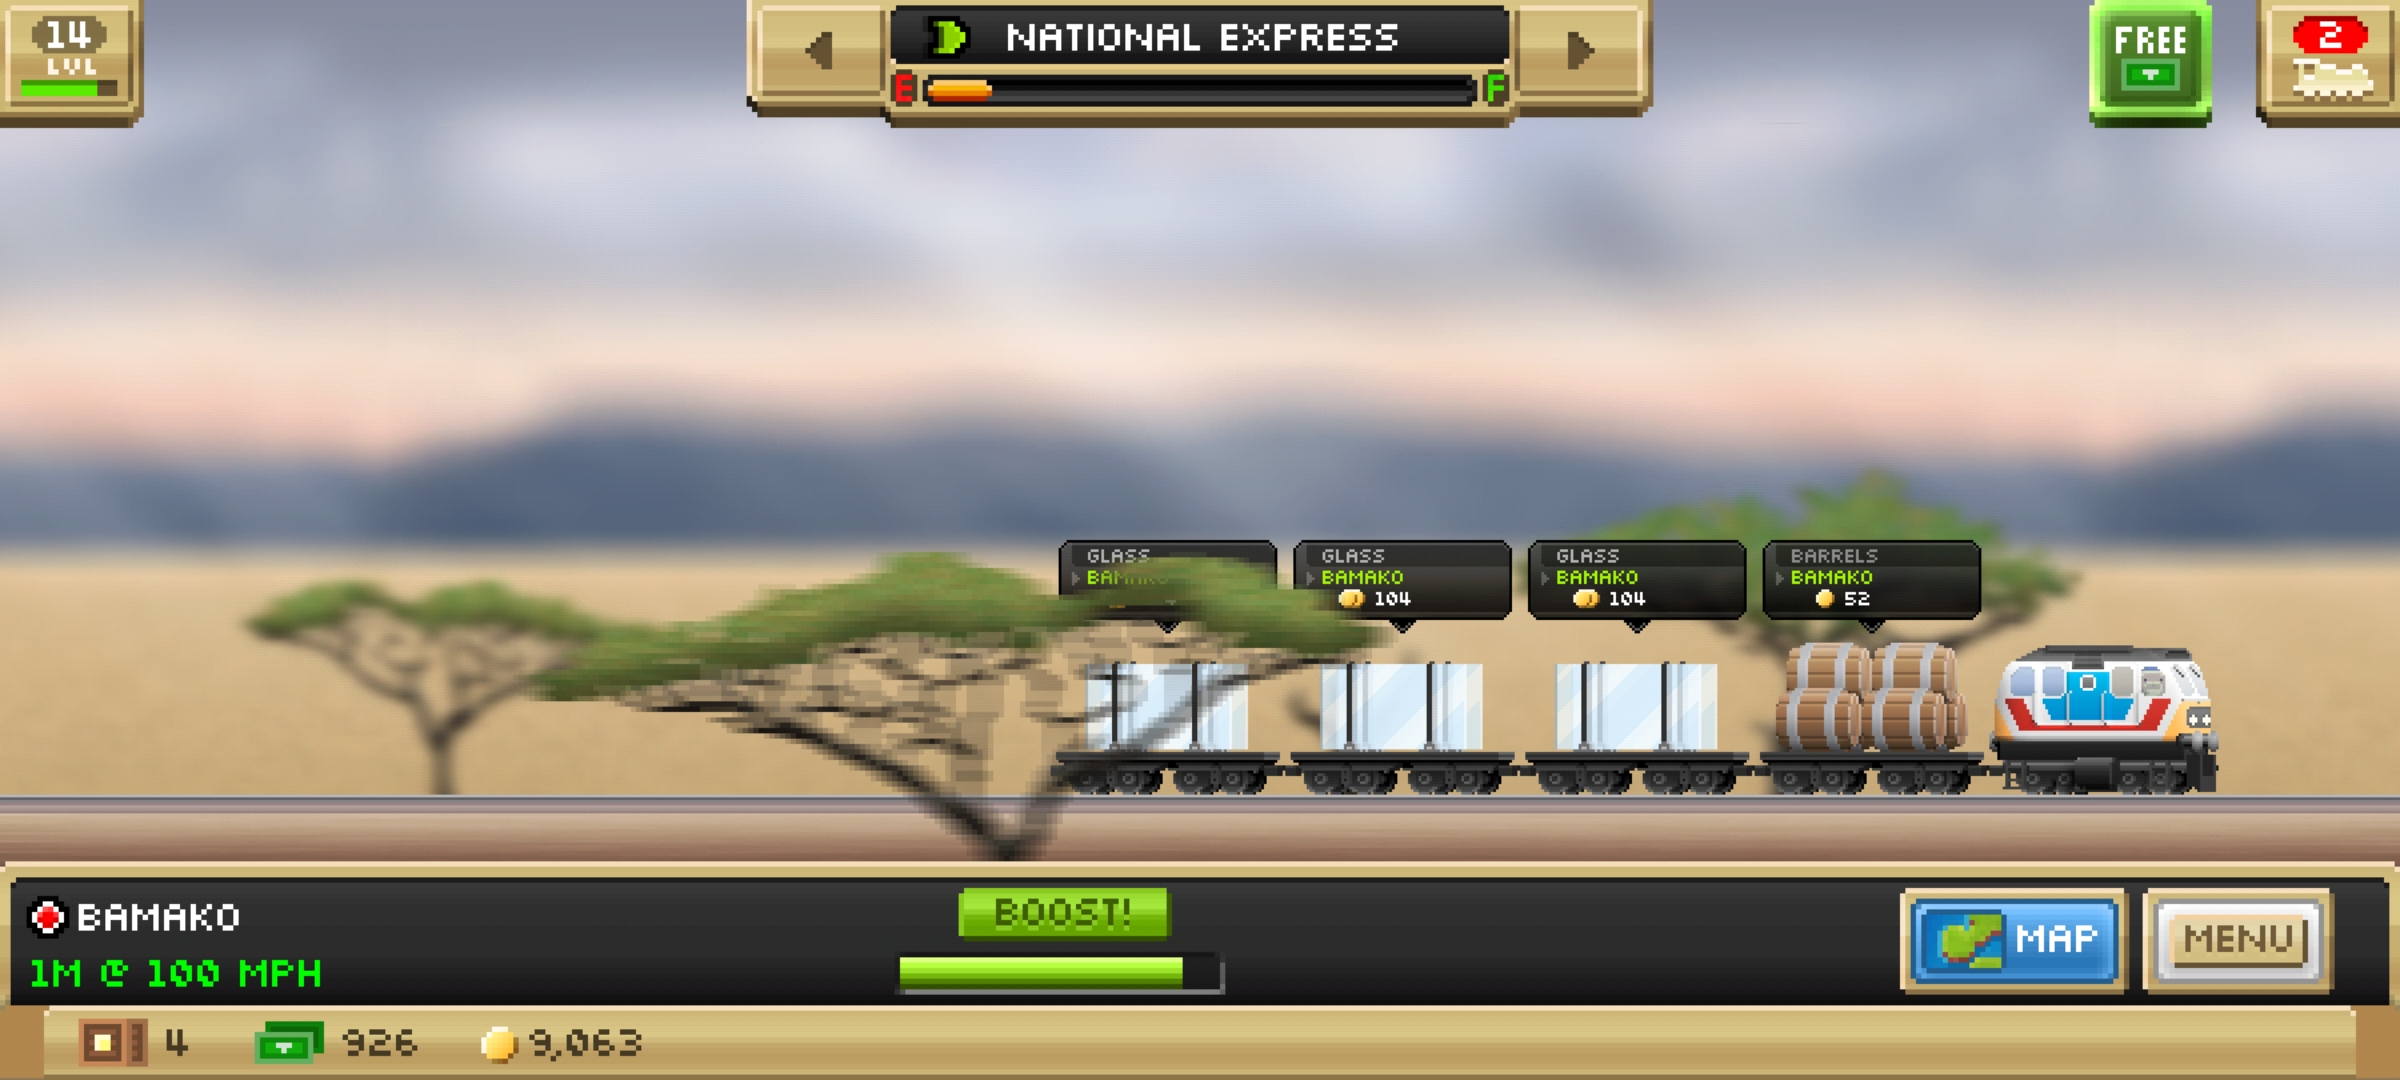 14
LVL
NATIONAL EXPRESS
E F
FREE
2
GLASS
BAMAKO
GLASS
BAMAKO
104
GLASS
BAMAKO
104
BARRELS
BAMAKO
52
BAMAKO
1M @ 100 MPH
BOOST!
MAP
MENU
4
926
9,063